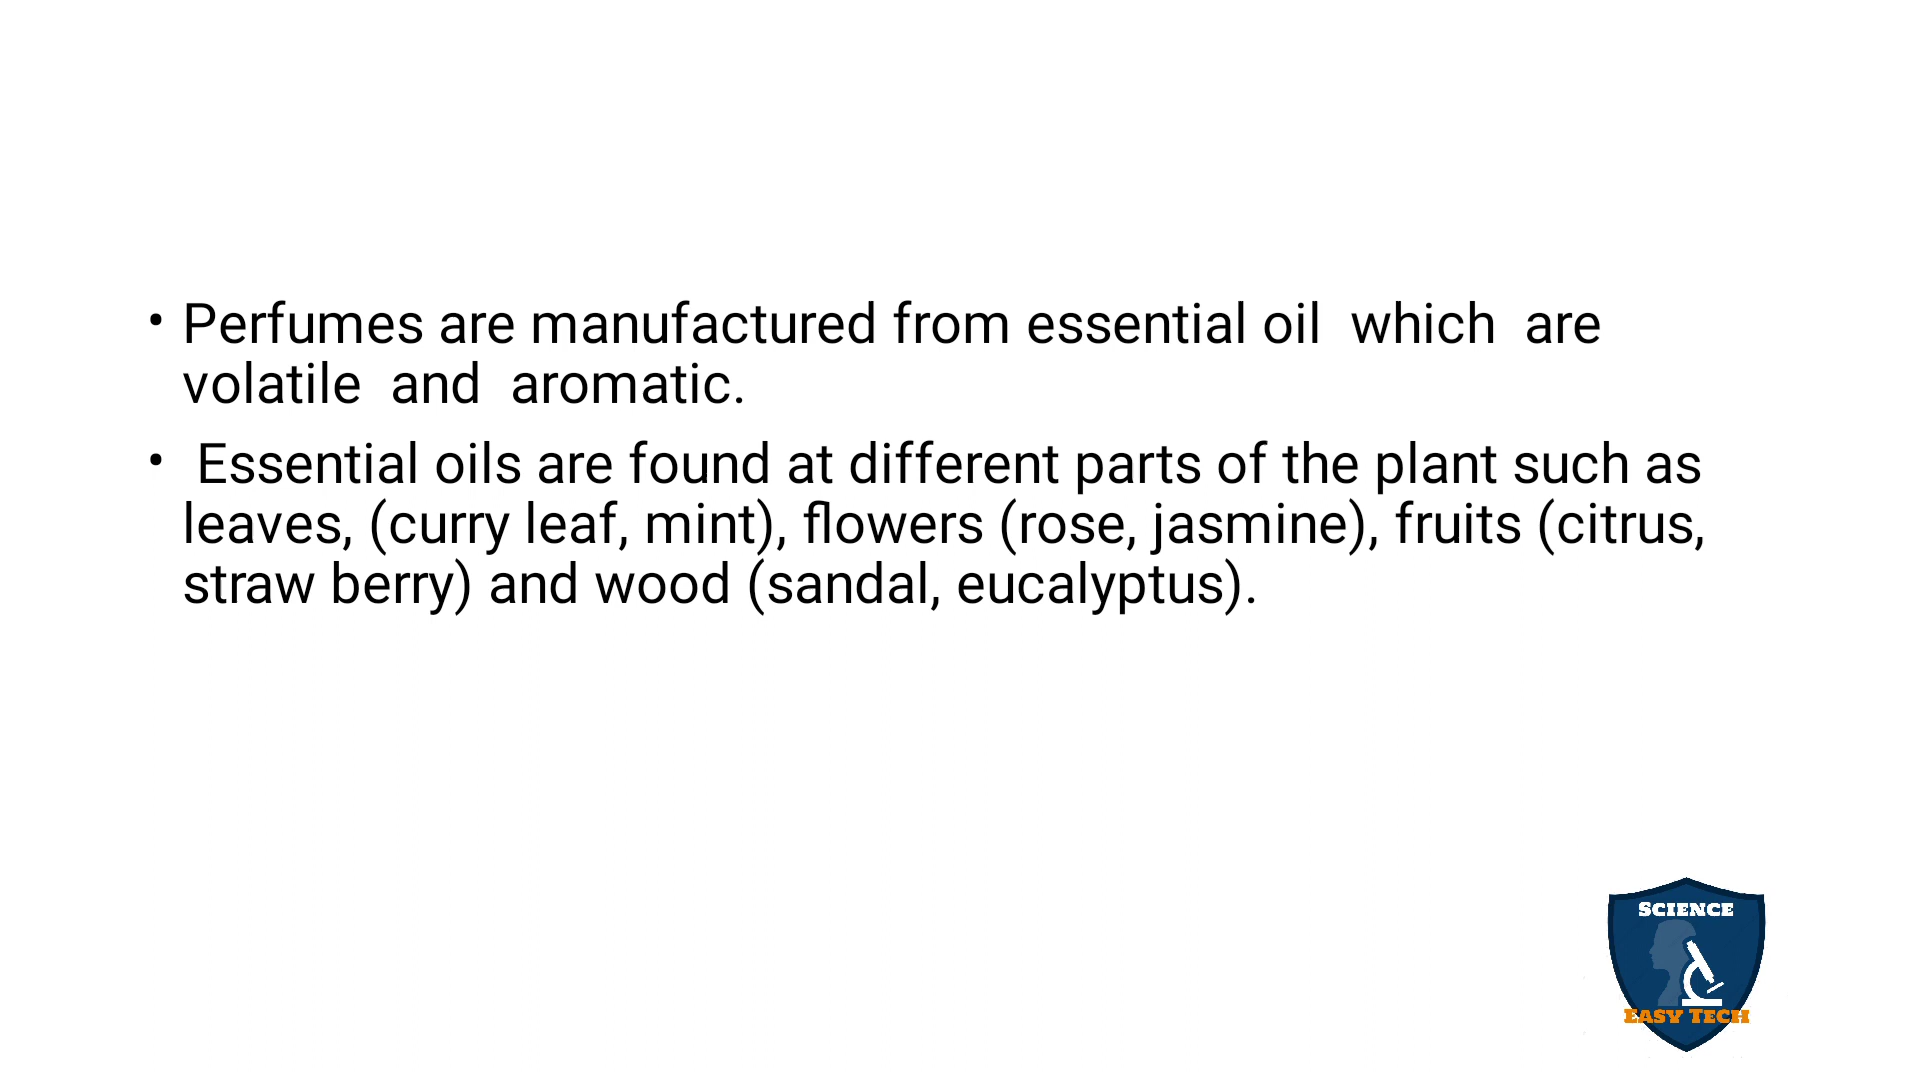 • Perfumes are manufactured from essential oil  which  are
volatile  and  aromatic.
•  Essential oils are found at different parts of the plant such as
leaves, (curry leaf, mint), flowers (rose, jasmine), fruits (citrus,
straw berry) and wood (sandal, eucalyptus).
SCIENCE
EASY TECH